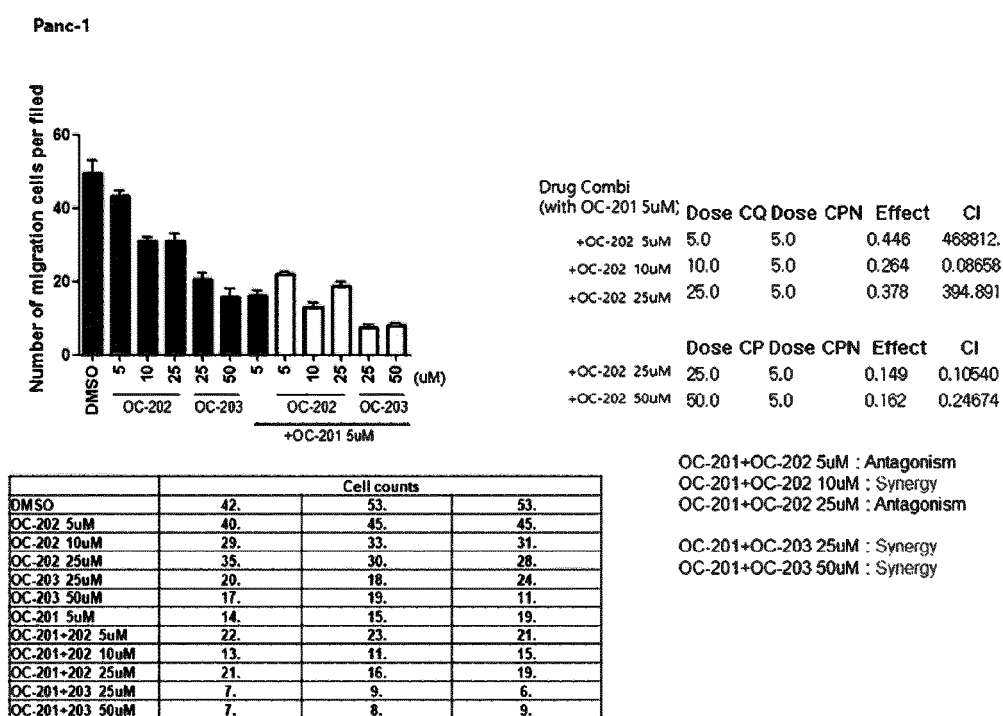 Panc-1
Number of migration cells per filed
60
40
20
0
DMSO 5 10 25 25 50 5 5 10 25 25 50 (uM)
OC-202 OC-203 OC-202 OC-203
+OC-201 5uM
Drug Combi
(with OC-201 5uM) Dose CQ Dose CPN Effect CI
+OC-202 5uM 5.0 5.0 0.446 468812.
+OC-202 10uM 10.0 5.0 0.264 0.08658
+OC-202 25uM 25.0 5.0 0.378 394.891
Dose CP Dose CPN Effect CI
+OC-202 25uM 25.0 5.0 0.149 0.10540
+OC-202 50uM 50.0 5.0 0.162 0.24674
OC-201+OC-202 5uM : Antagonism
OC-201+OC-202 10uM : Synergy
OC-201+OC-202 25uM : Antagonism
OC-201+OC-203 25uM : Synergy
OC-201+OC-203 50uM : Synergy
Cell counts
DMSO 42. 53. 53.
OC-202 5uM 40. 45. 45.
OC-202 10uM 29. 33. 31.
OC-202 25uM 35. 30. 28.
OC-203 25uM 20. 18. 24.
OC-203 50uM 17. 19. 11.
OC-201 5uM 14. 15. 19.
OC-201+202 5uM 22. 23. 21.
OC-201+202 10uM 13. 11. 15.
OC-201+202 25uM 21. 16. 19.
OC-201+203 25uM 7. 9. 6.
OC-201+203 50uM 7. 8. 9.